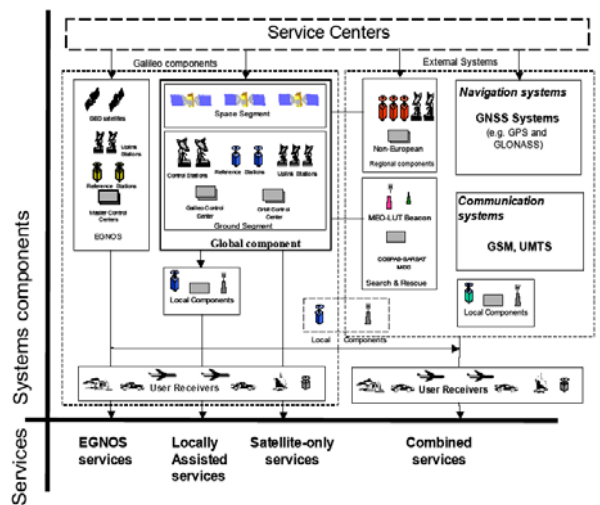 Service Centers
Galileo components
External Systems
GEO satellites
Uplink
Stations
Reference Stations
Master Control
Centers
EGNOS
Space Segment
Control Stations
Reference Stations
Uplink Stations
Galileo Control
Center
Orbit Control
Center
Ground Segment
Global component
Local Components
Non-European
Regional components
MEO-LUT Beacon
COSPAS-SARSAT
MEO
Search & Rescue
Navigation systems
GNSS Systems
(e.g. GPS and
GLONASS)
Communication
systems
GSM, UMTS
Local Components
Local Components
User Receivers
User Receivers
Systems components
Services
EGNOS
services
Locally
Assisted
services
Satellite-only
services
Combined
services